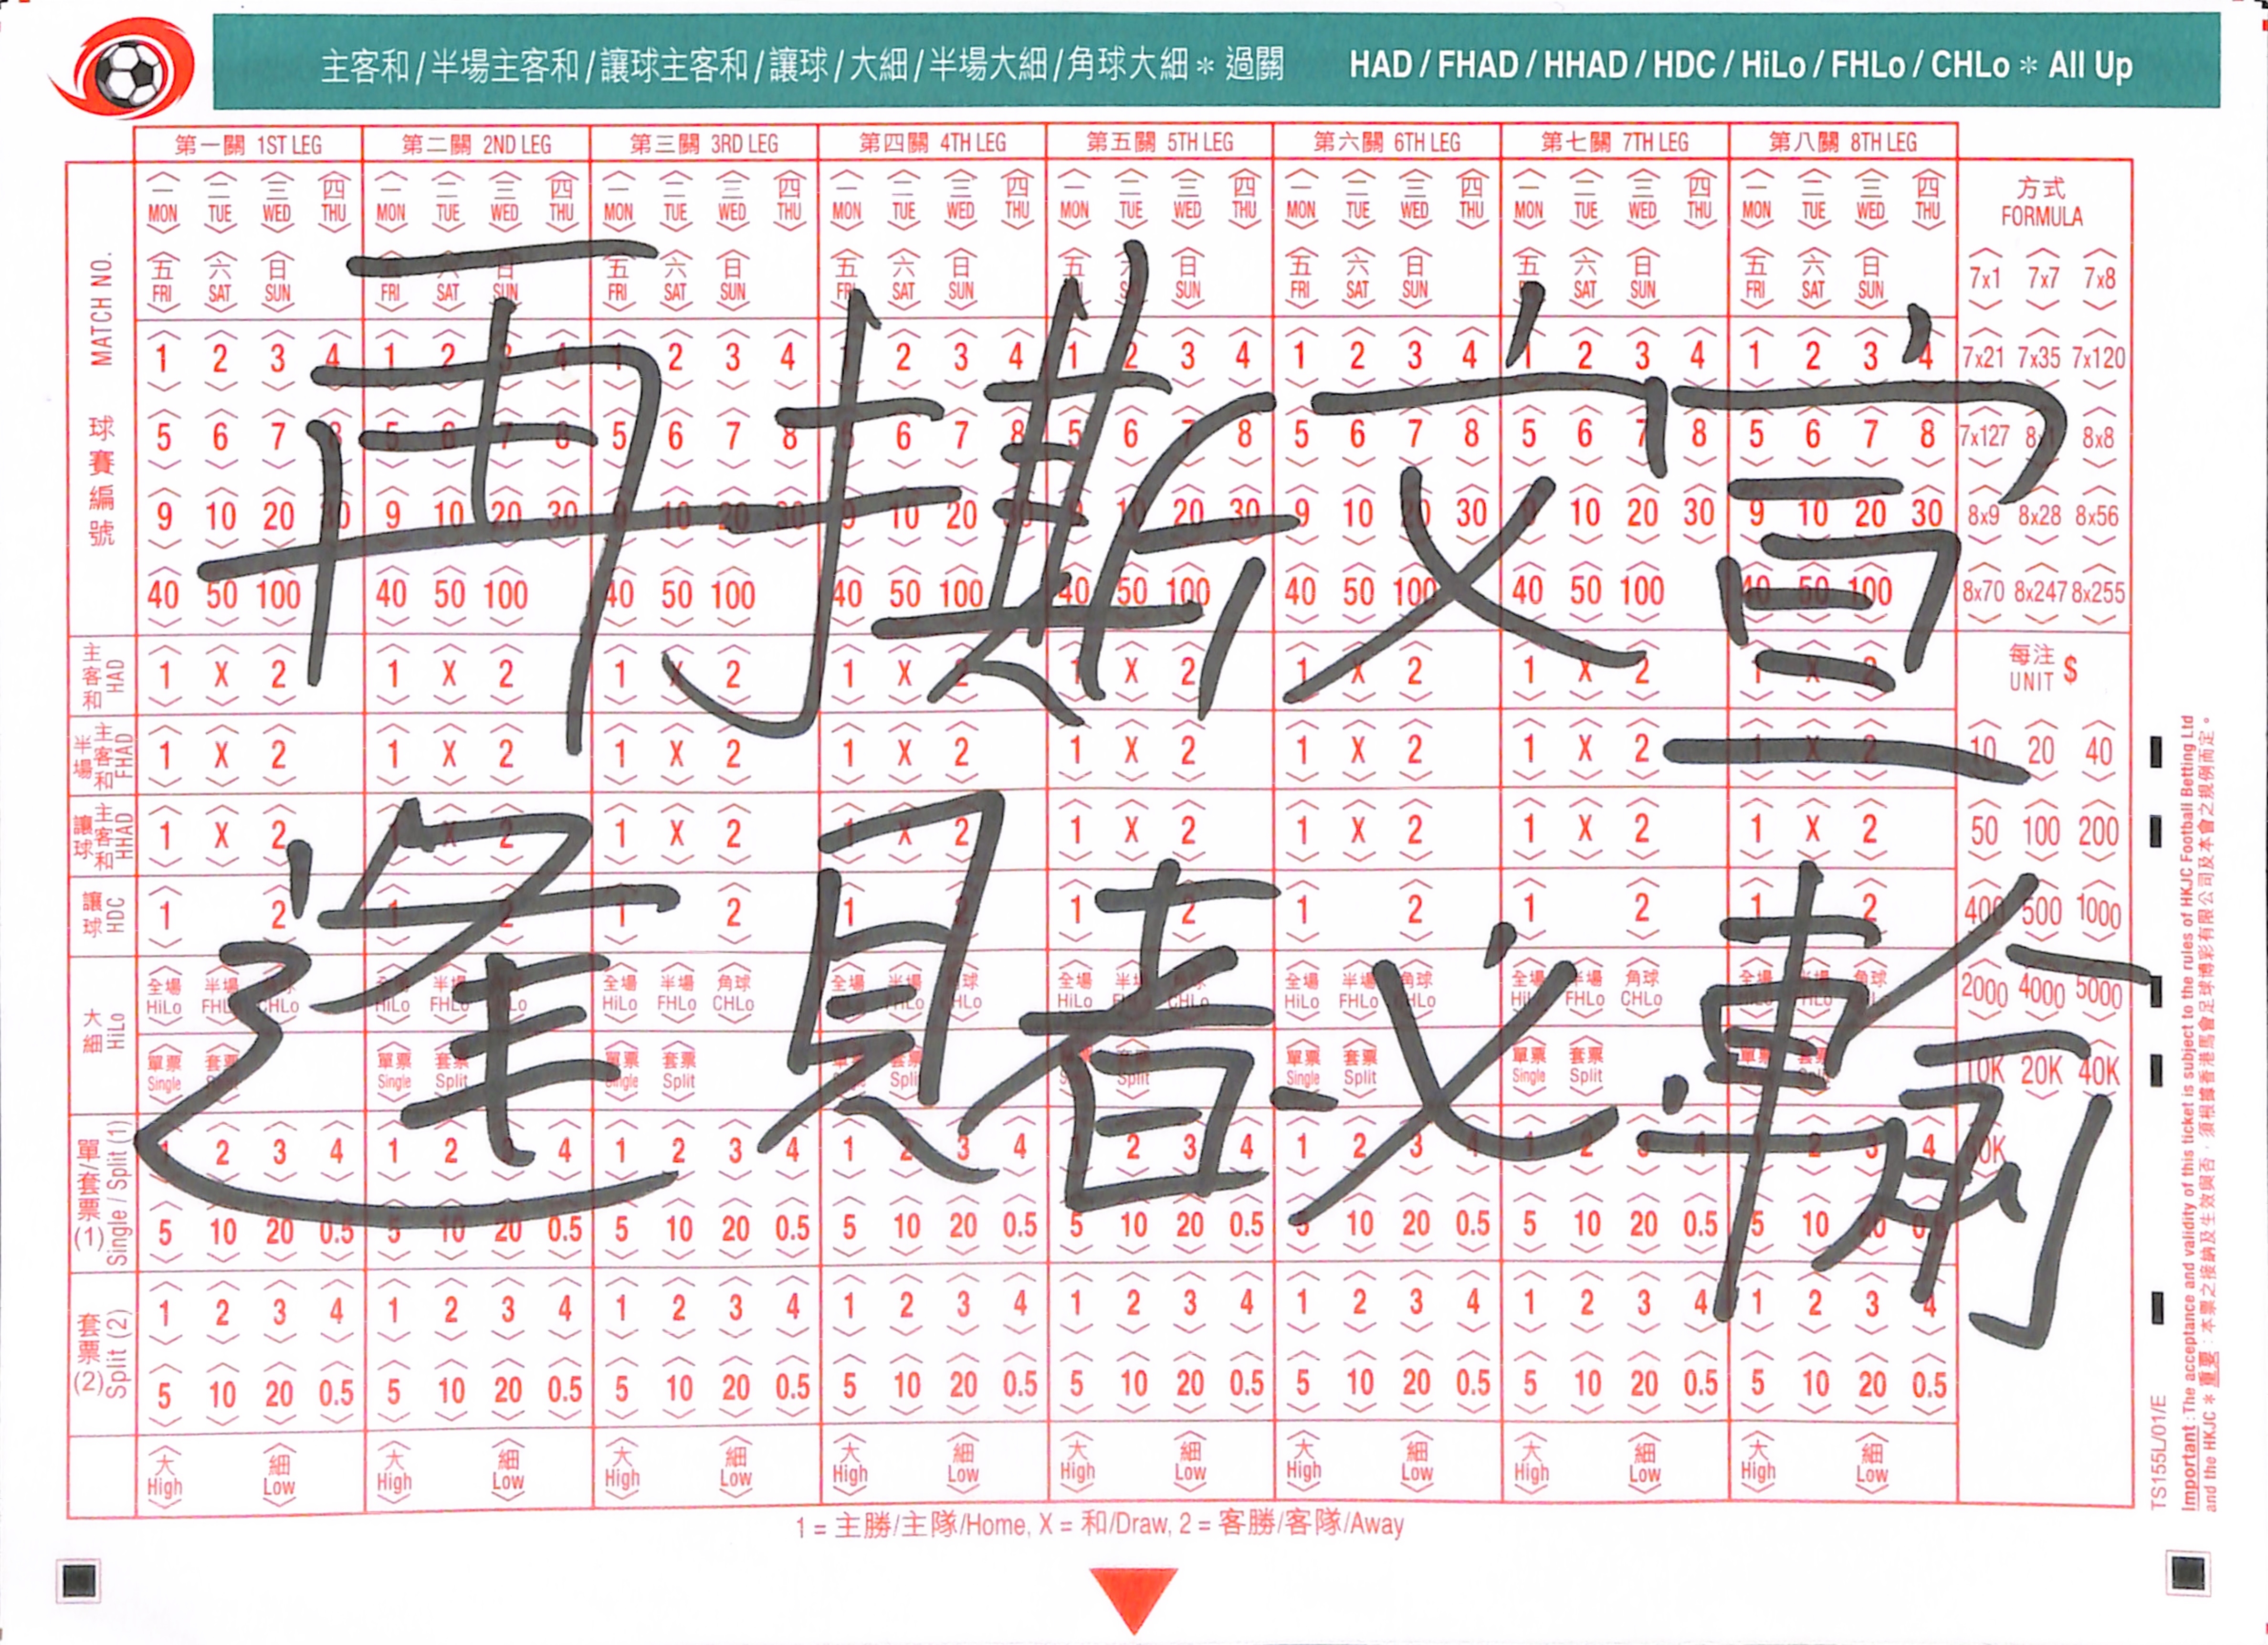 主客和/半場主客和/讓球主客和/讓球/大細/半場大細/角球大細＊過關 HAD / FHAD / HHAD / HDC / HiLo / FHLo / CHLo ＊ All Up
第一關 1ST LEG 第二關 2ND LEG 第三關 3RD LEG 第四關 4TH LEG 第五關 5TH LEG 第六關 6TH LEG 第七關 7TH LEG 第八關 8TH LEG
一 二 三 四 一 二 三 四 一 二 三 四 一 二 三 四 一 二 三 四 一 二 三 四 一 二 三 四 一 二 三 四 方式
MON TUE WED THU MON TUE WED THU MON TUE WED THU MON TUE WED THU MON TUE WED THU MON TUE WED THU MON TUE WED THU MON TUE WED THU FORMULA
五 六 日 日 五 六 日 五 六 日 五 日 五 六 日 五 六 日 五 六 日
FRI SAT SUN FRI SAT SUN FRI SAT SUN FRI SAT SUN SUN FRI SAT SUN SAT SUN FRI SAT SUN 7x1 7x7 7x8
再撕文宣
逢賭必輸
MATCH NO. 球賽編號
1 2 3 4 1 2 3 4 1 2 3 4 1 2 3 4 1 2 3 4 1 2 3 4 1 2 3 4 1 2 3 4 7x21 7x35 7x120
5 6 7 8 5 6 7 8 5 6 7 8 5 6 7 8 5 6 7 8 5 6 7 8 5 6 7 8 5 6 7 8 7x127 8x1 8x8
9 10 20 30 9 10 20 30 9 10 20 30 9 10 20 30 9 10 20 30 9 10 20 30 9 10 20 30 9 10 20 30 8x9 8x28 8x56
40 50 100 40 50 100 40 50 100 40 50 100 40 50 100 40 50 100 40 50 100 40 50 100 8x70 8x247 8x255
主客和 HAD 1 X 2 1 X 2 1 X 2 1 X 2 1 X 2 1 X 2 1 X 2 1 X 2 每注 UNIT $
半場主客和 FHAD 1 X 2 1 X 2 1 X 2 1 X 2 1 X 2 1 X 2 1 X 2 1 X 2 10 20 40
讓球主客和 HHAD 1 X 2 1 X 2 1 X 2 1 X 2 1 X 2 1 X 2 1 X 2 1 X 2 50 100 200
讓球 HDC 1 2 1 2 1 2 1 2 1 2 1 2 1 2 1 2 400 500 1000
大細 HiLo
全場 半場 全場 半場 全場 半場 角球 全場 半場 全場 半場 全場 半場 角球 全場 半場 角球 全場 半場 角球
HiLo FHLo CHLo HiLo FHLo HiLo FHLo CHLo HiLo FHLo CHLo HiLo FHLo CHLo HiLo FHLo CHLo HiLo FHLo CHLo 2000 4000 5000
單票 套票 單票 套票 單票 套票 單票 套票 單票 套票 單票 套票 單票 套票
Single Split Single Split Single Split Split Split Single Split Single Split 10K 20K 40K
單票/套票 (1) Single / Split (1)
1 2 3 4 1 2 3 4 1 2 3 4 1 2 3 4 1 2 3 4 1 2 3 4 1 2 3 4 1 2 3 4
5 10 20 0.5 5 10 20 0.5 5 10 20 0.5 5 10 20 0.5 5 10 20 0.5 5 10 20 0.5 5 10 20 0.5 5 10 20 0.5
套票 (2) Split (2)
1 2 3 4 1 2 3 4 1 2 3 4 1 2 3 4 1 2 3 4 1 2 3 4 1 2 3 4 1 2 3 4
5 10 20 0.5 5 10 20 0.5 5 10 20 0.5 5 10 20 0.5 5 10 20 0.5 5 10 20 0.5 5 10 20 0.5 5 10 20 0.5
大 細 大 細 大 細 大 細 大 細 大 細 大 細 大 細
High Low High Low High Low High Low High Low High Low High Low High Low
1 = 主勝/主隊/Home, X = 和/Draw, 2 = 客勝/客隊/Away
TS155L/01/E
Important : The acceptance and validity of this ticket is subject to the rules of HKJC Football Betting Ltd
and the HKJC ＊ 重要：本票之接納及生效與否，須根據香港馬會足球博彩有限公司及本會之規例而定。